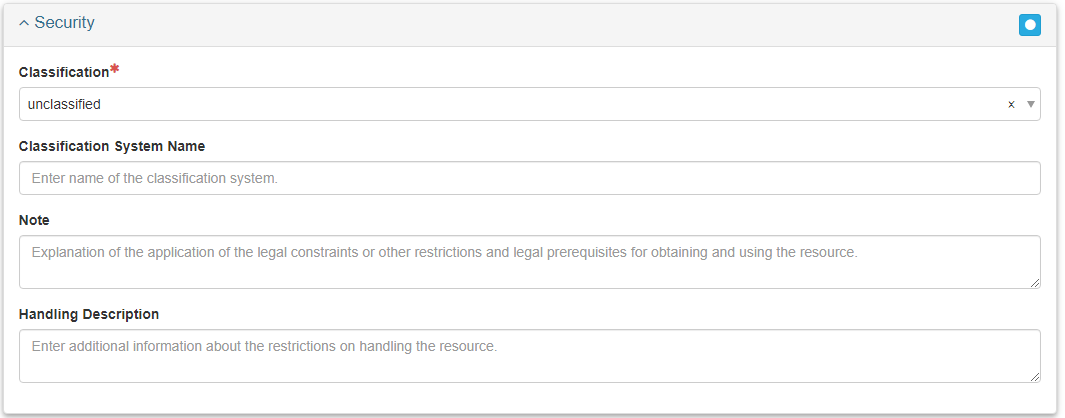 Security
Classification*
unclassified x
Classification System Name
Enter name of the classification system.
Note
Explanation of the application of the legal constraints or other restrictions and legal prerequisites for obtaining and using the resource.
Handling Description
Enter additional information about the restrictions on handling the resource.